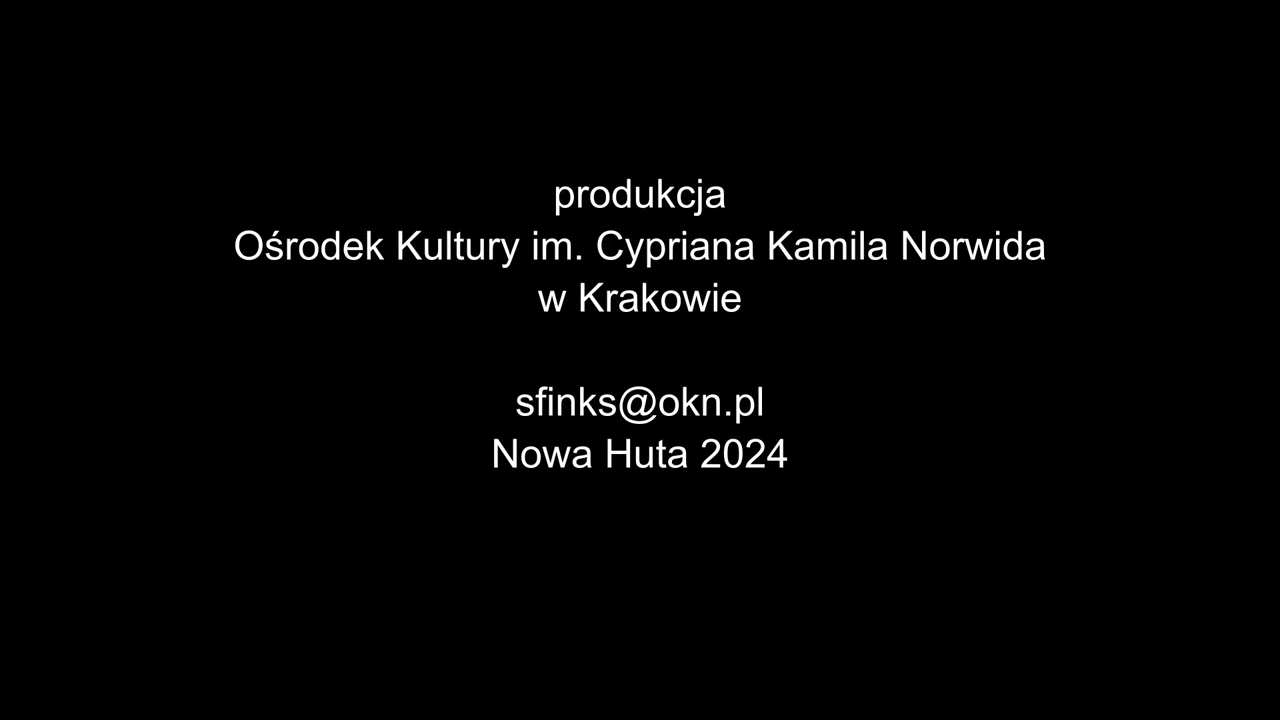 produkcja
Ośrodek Kultury im. Cypriana Kamila Norwida
w Krakowie
sfinks@okn.pl
Nowa Huta 2024